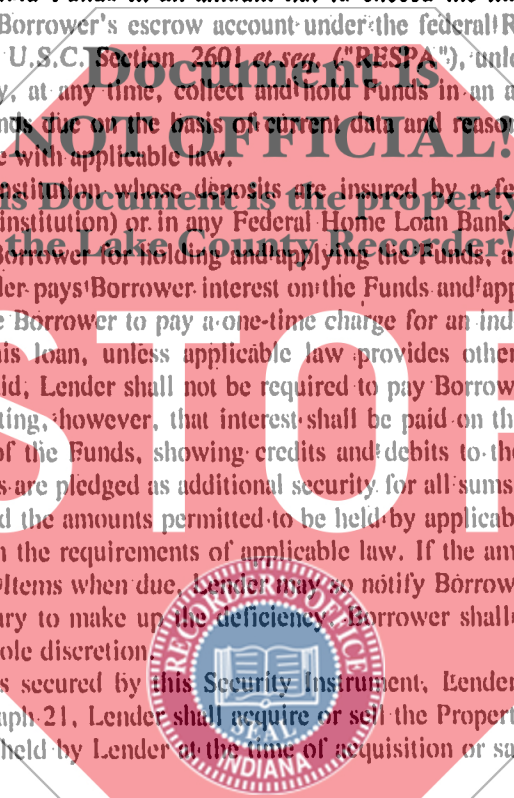 Borrower's escrow account under the federal R
U.S.C. Section 2601 et seq. ("RESPA"), unl
Document is
y, at any time, collect and hold Funds in an a
nds due on the basis of current data and reaso
NOT OFFICIAL!
e with applicable law.
nstitution whose deposits are insured by a fe
is Document is the property
institution) or in any Federal Home Loan Bank
the Lake County Recorder!
Borrower for holding and applying the Funds, a
der pays Borrower interest on the Funds and app
e Borrower to pay a one-time charge for an ind
is loan, unless applicable law provides other
id, Lender shall not be required to pay Borrow
ting, however, that interest shall be paid on th
of the Funds, showing credits and debits to the
STOP
s are pledged as additional security for all sums
d the amounts permitted to be held by applicab
h the requirements of applicable law. If the am
Items when due, Lender may so notify Borrow
ary to make up the deficiency. Borrower shall
ole discretion
s secured by this Security Instrument, Lender
aph 21, Lender shall acquire or sell the Propert
held by Lender at the time of acquisition or sa
RECORDER'S OFFICE
SEAL
INDIANA